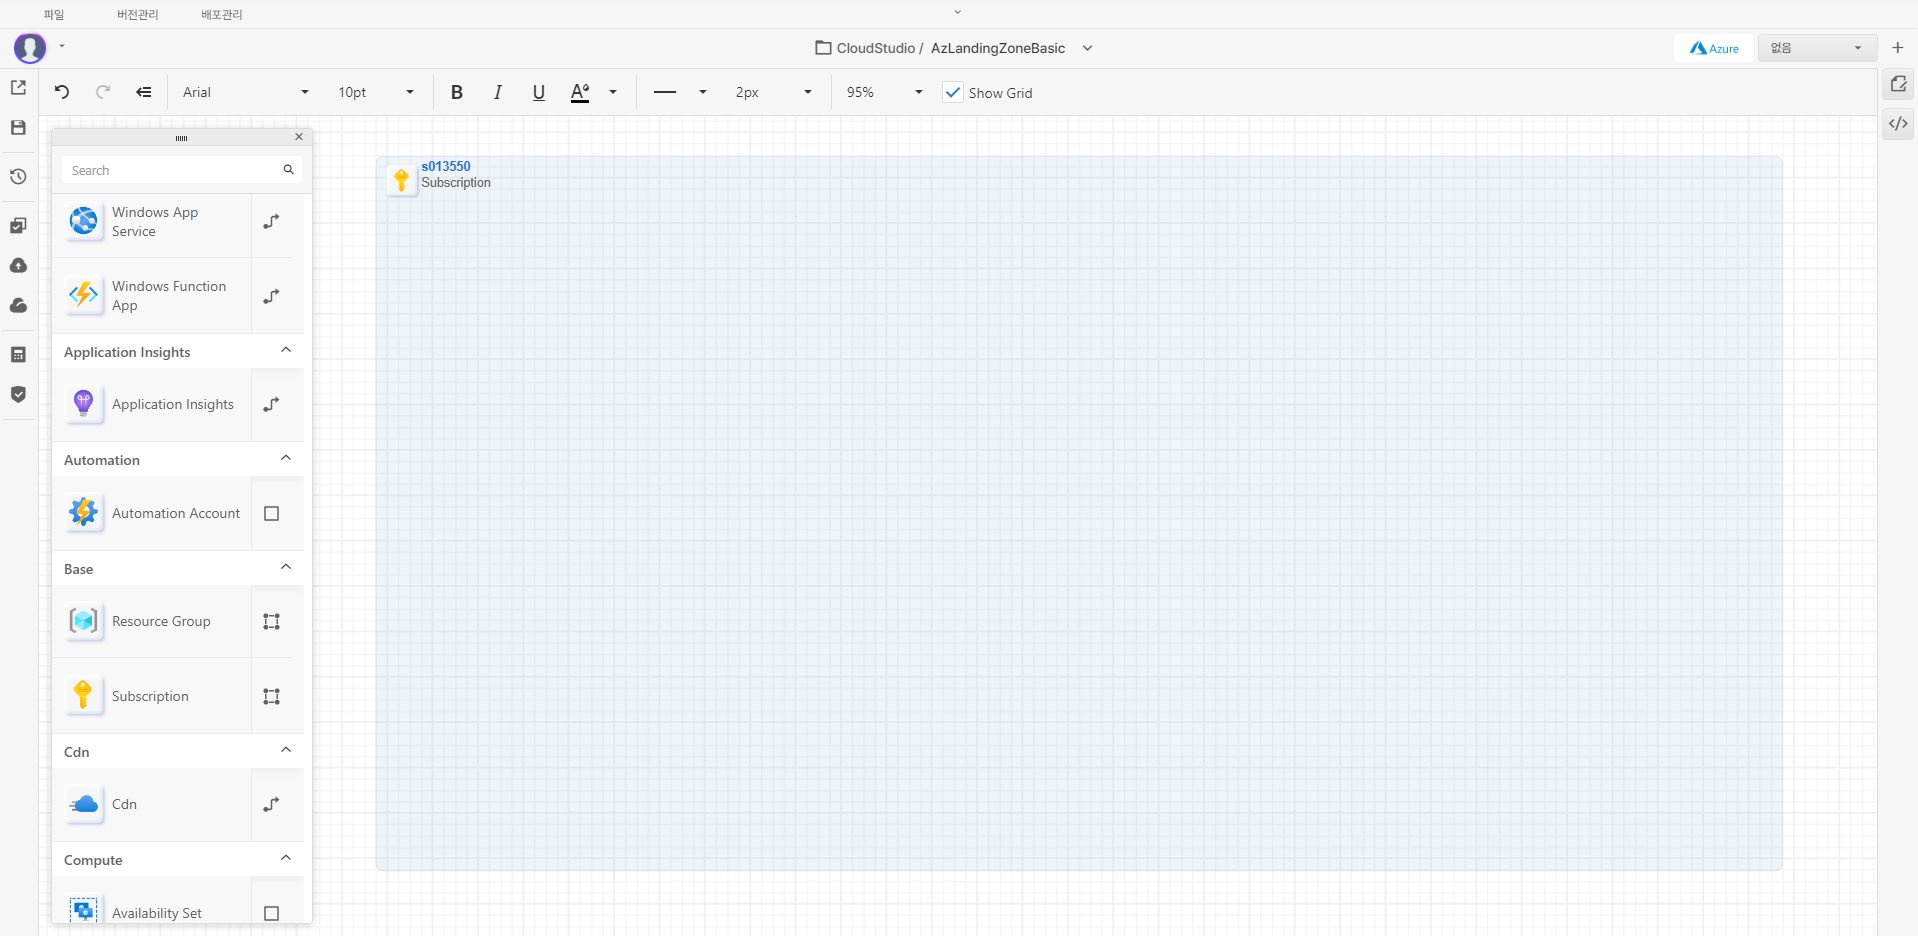 파일 버전관리 배포관리
CloudStudio / AzLandingZoneBasic
Azure 없음
Arial 10pt B I U A 2px 95% Show Grid
Search
Windows App
Service
Windows Function
App
Application Insights
Application Insights
Automation
Automation Account
Base
Resource Group
Subscription
Cdn
Cdn
Compute
Availability Set
s013550
Subscription